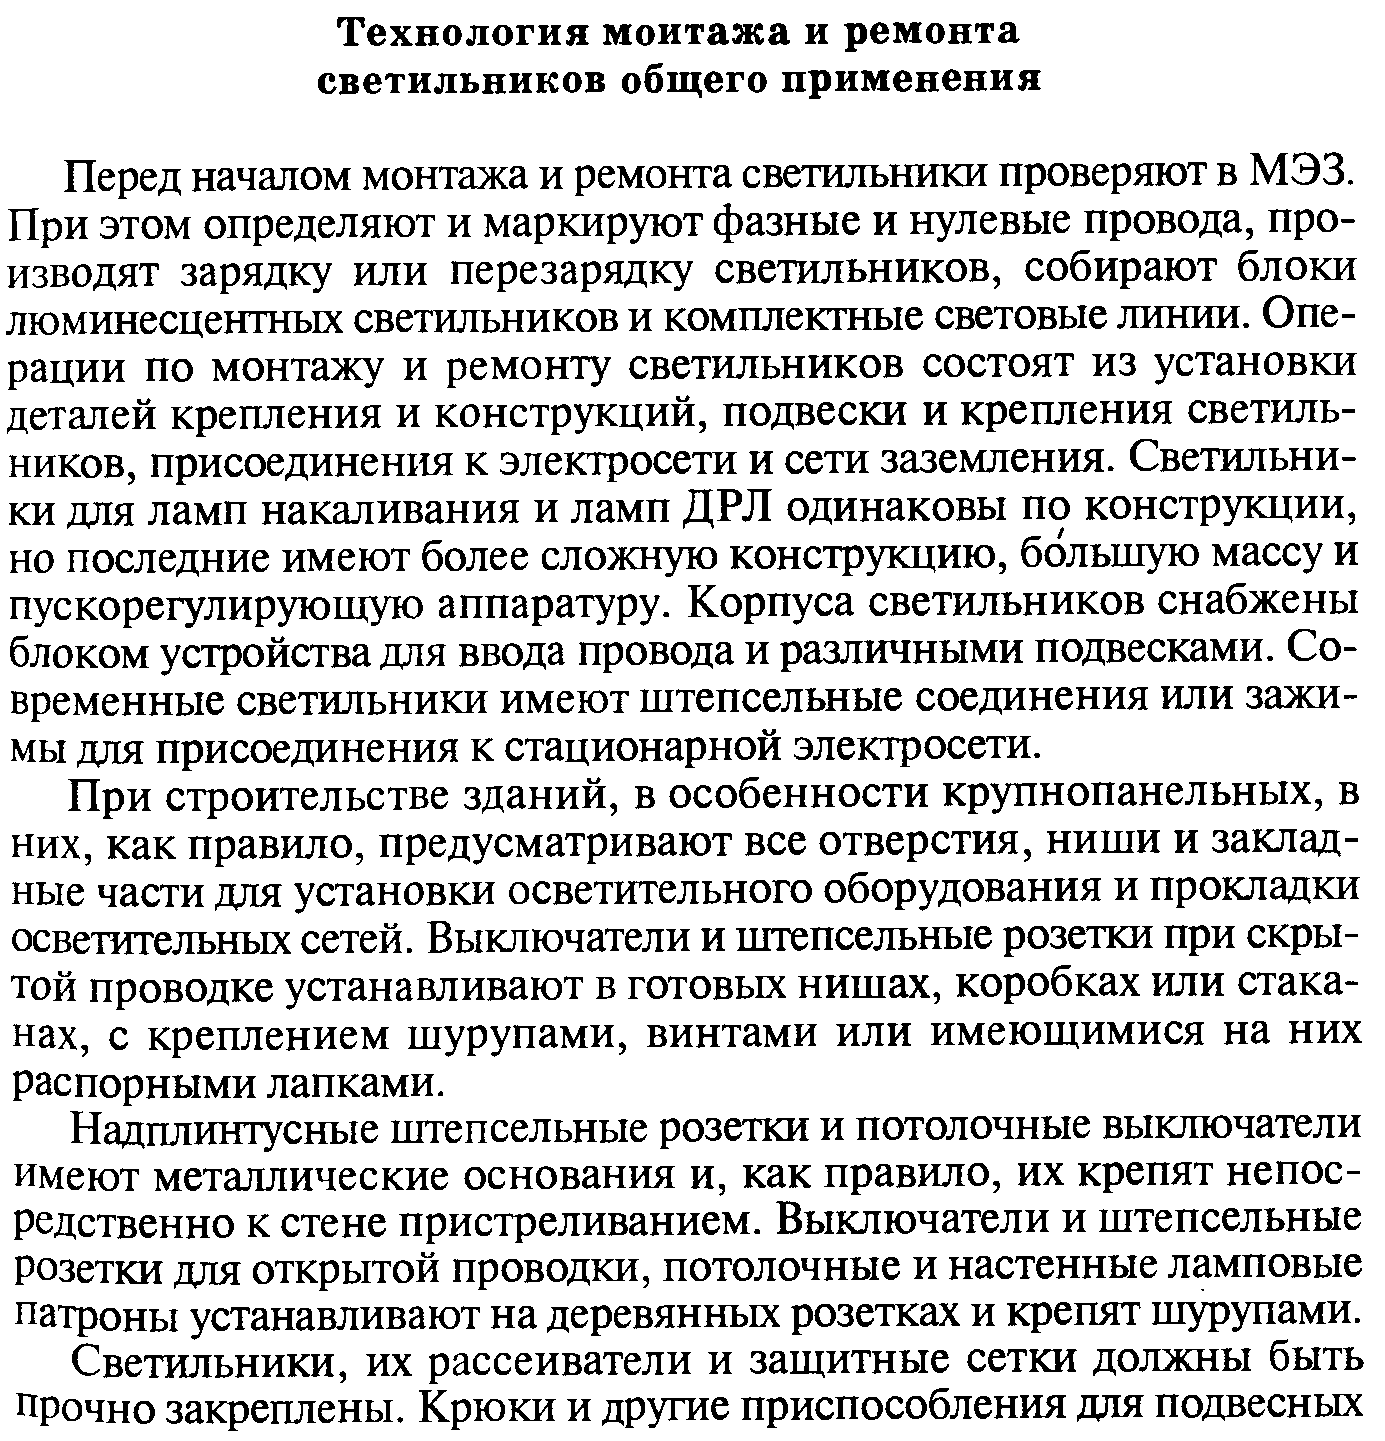 Технология монтажа и ремонта
светильников общего применения
Перед началом монтажа и ремонта светильники проверяют в МЭЗ.
При этом определяют и маркируют фазные и нулевые провода, про-
изводят зарядку или перезарядку светильников, собирают блоки
люминесцентных светильников и комплектные световые линии. Опе-
рации по монтажу и ремонту светильников состоят из установки
деталей крепления и конструкций, подвески и крепления светиль-
ников, присоединения к электросети и сети заземления. Светильни-
ки для ламп накаливания и ламп ДРЛ одинаковы по конструкции,
но последние имеют более сложную конструкцию, бо́льшую массу и
пускорегулирующую аппаратуру. Корпуса светильников снабжены
блоком устройства для ввода провода и различными подвесками. Со-
временные светильники имеют штепсельные соединения или зажи-
мы для присоединения к стационарной электросети.
При строительстве зданий, в особенности крупнопанельных, в
них, как правило, предусматривают все отверстия, ниши и заклад-
ные части для установки осветительного оборудования и прокладки
осветительных сетей. Выключатели и штепсельные розетки при скры-
той проводке устанавливают в готовых нишах, коробках или стака-
нах, с креплением шурупами, винтами или имеющимися на них
распорными лапками.
Надплинтусные штепсельные розетки и потолочные выключатели
имеют металлические основания и, как правило, их крепят непос-
редственно к стене пристреливанием. Выключатели и штепсельные
розетки для открытой проводки, потолочные и настенные ламповые
патроны устанавливают на деревянных розетках и крепят шурупами.
Светильники, их рассеиватели и защитные сетки должны быть
прочно закреплены. Крюки и другие приспособления для подвесных